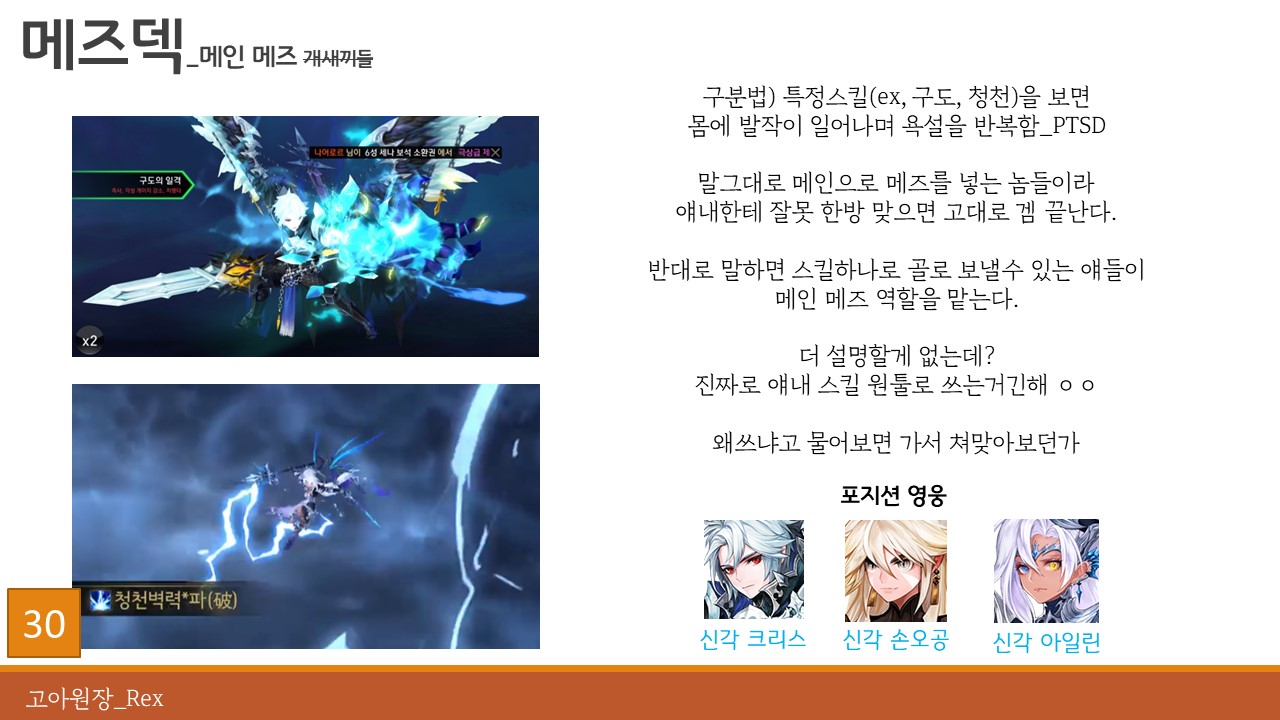 메즈덱_메인 메즈 개새끼들
구분법) 특정스킬(ex, 구도, 청천)을 보면
몸에 발작이 일어나며 욕설을 반복함_PTSD
말그대로 메인으로 메즈를 넣는 놈들이라
얘내한테 잘못 한방 맞으면 고대로 겜 끝난다.
반대로 말하면 스킬하나로 골로 보낼수 있는 얘들이
메인 메즈 역할을 맡는다.
더 설명할게 없는데?
진짜로 얘내 스킬 원툴로 쓰는거긴해 ㅇㅇ
왜쓰냐고 물어보면 가서 쳐맞아보던가
포지션 영웅
신각 크리스 신각 손오공 신각 아일린
나어로르 님이 6성 세나 보석 소환권 에서 극상급 제
구도의 일격
x2
청천벽력*파(破)
30
고아원장_Rex